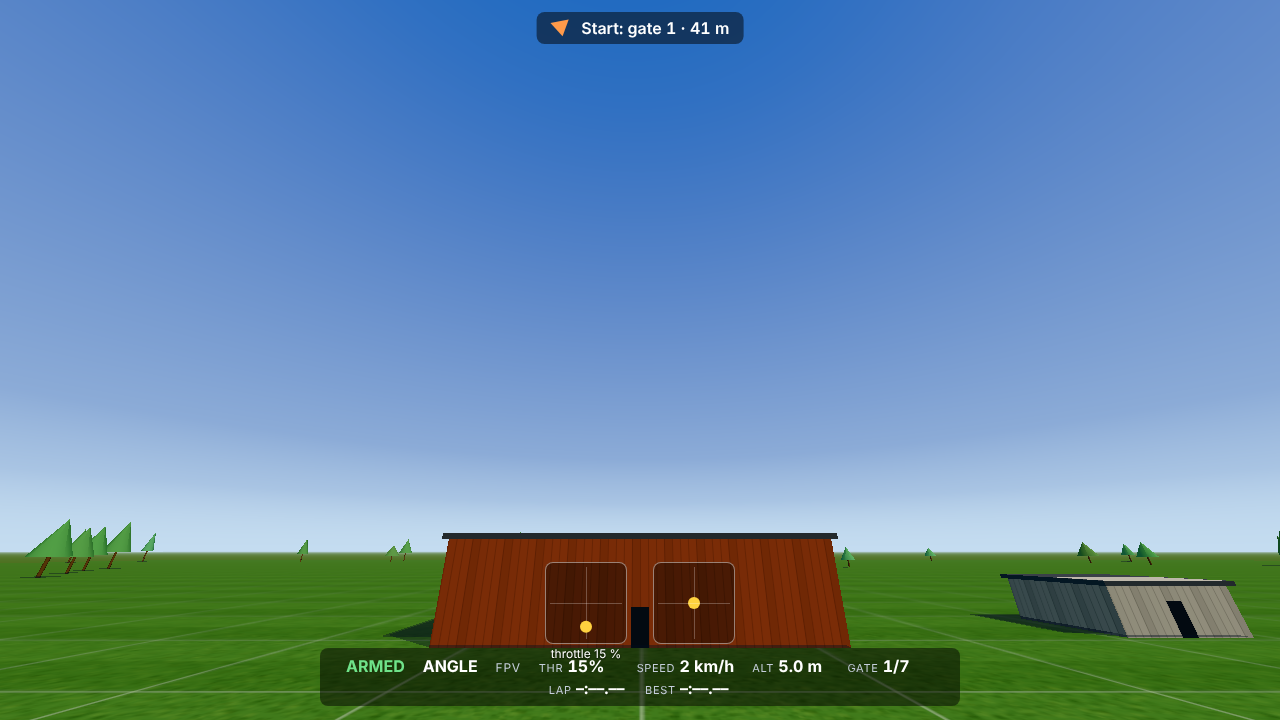 Start: gate 1 · 41 m
throttle 15 %
ARMED ANGLE FPV THR 15% SPEED 2 km/h ALT 5.0 m GATE 1/7
LAP –:––.–– BEST –:––.––